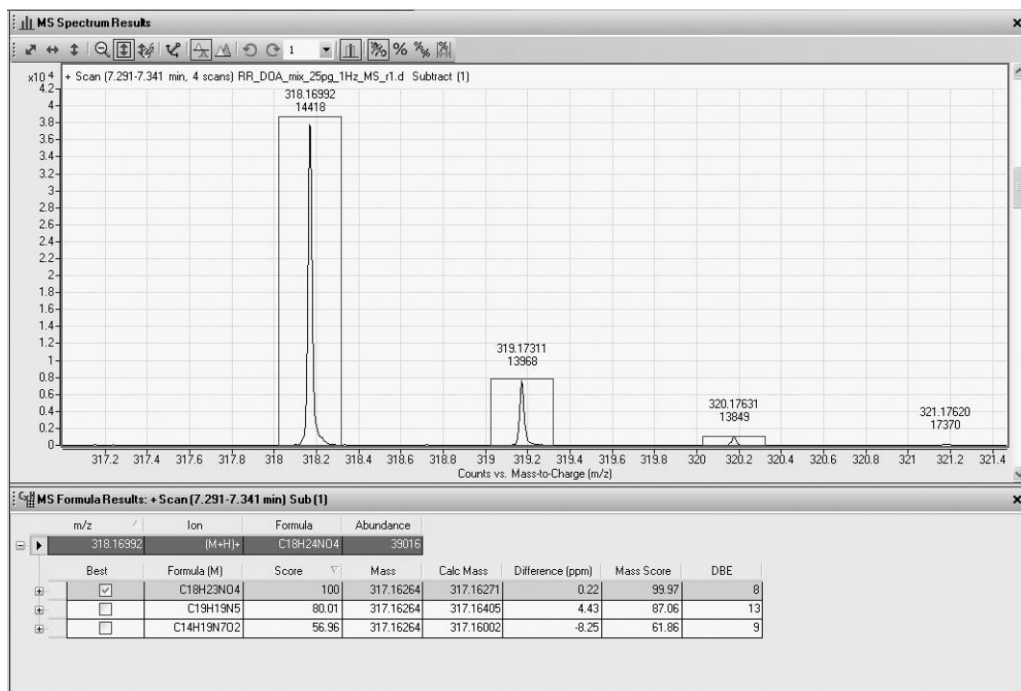 MS Spectrum Results
1
x10 4
+ Scan (7.291-7.341 min, 4 scans) RR_DOA_mix_25pg_1Hz_MS_r1.d Subtract (1)
4.2
4
3.8
3.6
3.4
3.2
3
2.8
2.6
2.4
2.2
2
1.8
1.6
1.4
1.2
1
0.8
0.6
0.4
0.2
0
318.16992
14418
319.17311
13968
320.17631
13849
321.17620
17370
317.2 317.4 317.6 317.8 318 318.2 318.4 318.6 318.8 319 319.2 319.4 319.6 319.8 320 320.2 320.4 320.6 320.8 321 321.2 321.4
Counts vs. Mass-to-Charge (m/z)
MS Formula Results: + Scan (7.291-7.341 min) Sub (1)
m/z Ion Formula Abundance
318.16992 (M+H)+ C18H24NO4 39016
Best Formula (M) Score Mass Calc Mass Difference (ppm) Mass Score DBE
C18H23NO4 100 317.16264 317.16271 0.22 99.97 8
C19H19N5 80.01 317.16264 317.16405 4.43 87.06 13
C14H19N7O2 56.96 317.16264 317.16002 -8.25 61.86 9